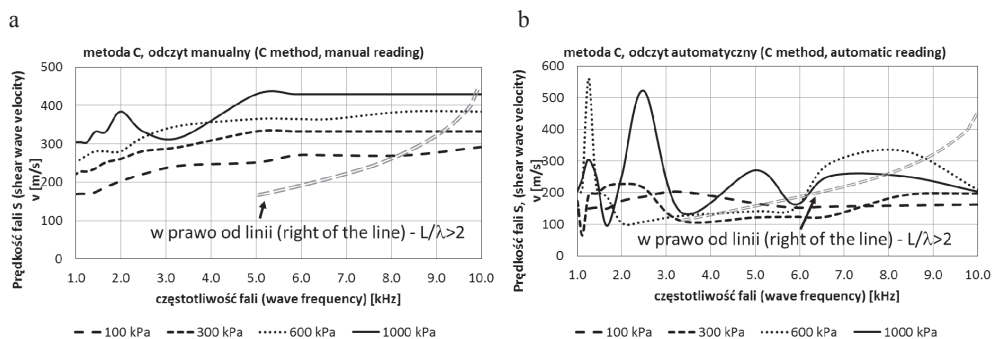 a
metoda C, odczyt manualny (C method, manual reading)
Prędkość fali S (shear wave velocity)
v [m/s]
500
400
300
200
100
0
1.0 2.0 3.0 4.0 5.0 6.0 7.0 8.0 9.0 10.0
w prawo od linii (right of the line) - L/λ>2
częstotliwość fali (wave frequency) [kHz]
100 kPa 300 kPa 600 kPa 1000 kPa
b
metoda C, odczyt automatyczny (C method, automatic reading)
Prędkość fali S, (shear wave velocity)
v [m/s]
600
500
400
300
200
100
0
1.0 2.0 3.0 4.0 5.0 6.0 7.0 8.0 9.0 10.0
w prawo od linii (right of the line) - L/λ>2
częstotliwość fali (wave frequency) [kHz]
100 kPa 300 kPa 600 kPa 1000 kPa